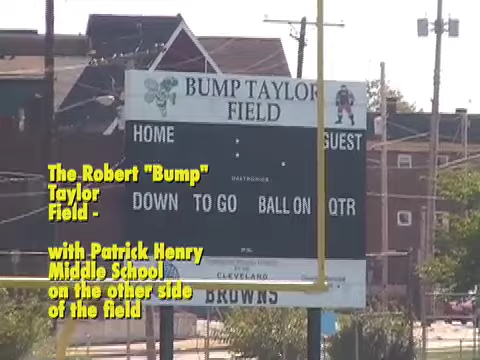 BUMP TAYLOR
FIELD
HOME
GUEST
DOWN TO GO BALL ON QTR
CLEVELAND
BROWNS
The Robert "Bump"
Taylor
Field -
with Patrick Henry
Middle School
on the other side
of the field